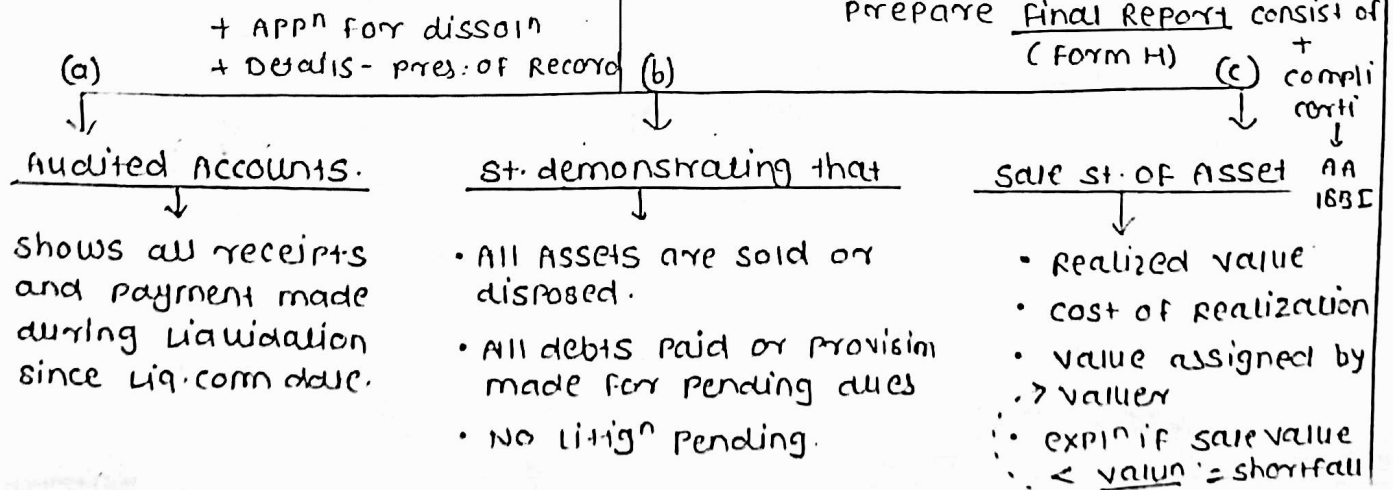 + Appⁿ for dissolⁿ
+ Details - pres: of Record
prepare Final Report consist of
(Form H)
+
compli
certi
↓
AA
IBBI
(a)
(b)
(c)
Audited Accounts.
shows all receipts
and payment made
during Liquidation
since Liq. comn date.
St. demonstrating that
• All Assets are sold or
disposed.
• All debts paid or provision
made for pending dues
• No litigⁿ pending.
Sale st. of Asset
• Realized value
• cost of Realization
• value assigned by
valuer
• explⁿ if sale value
< valuⁿ = shortfall